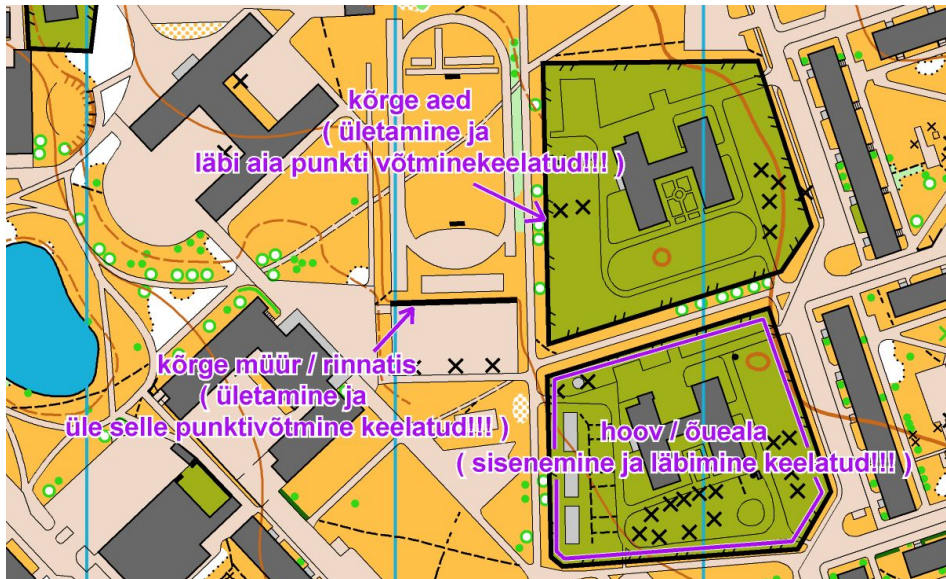 kõrge aed
( ületamine ja
läbi aia punkti võtminekeelatud!!! )
kõrge müür / rinnatis
( ületamine ja
üle selle punktivõtmine keelatud!!! )
hoov / õueala
( sisenemine ja läbimine keelatud!!! )